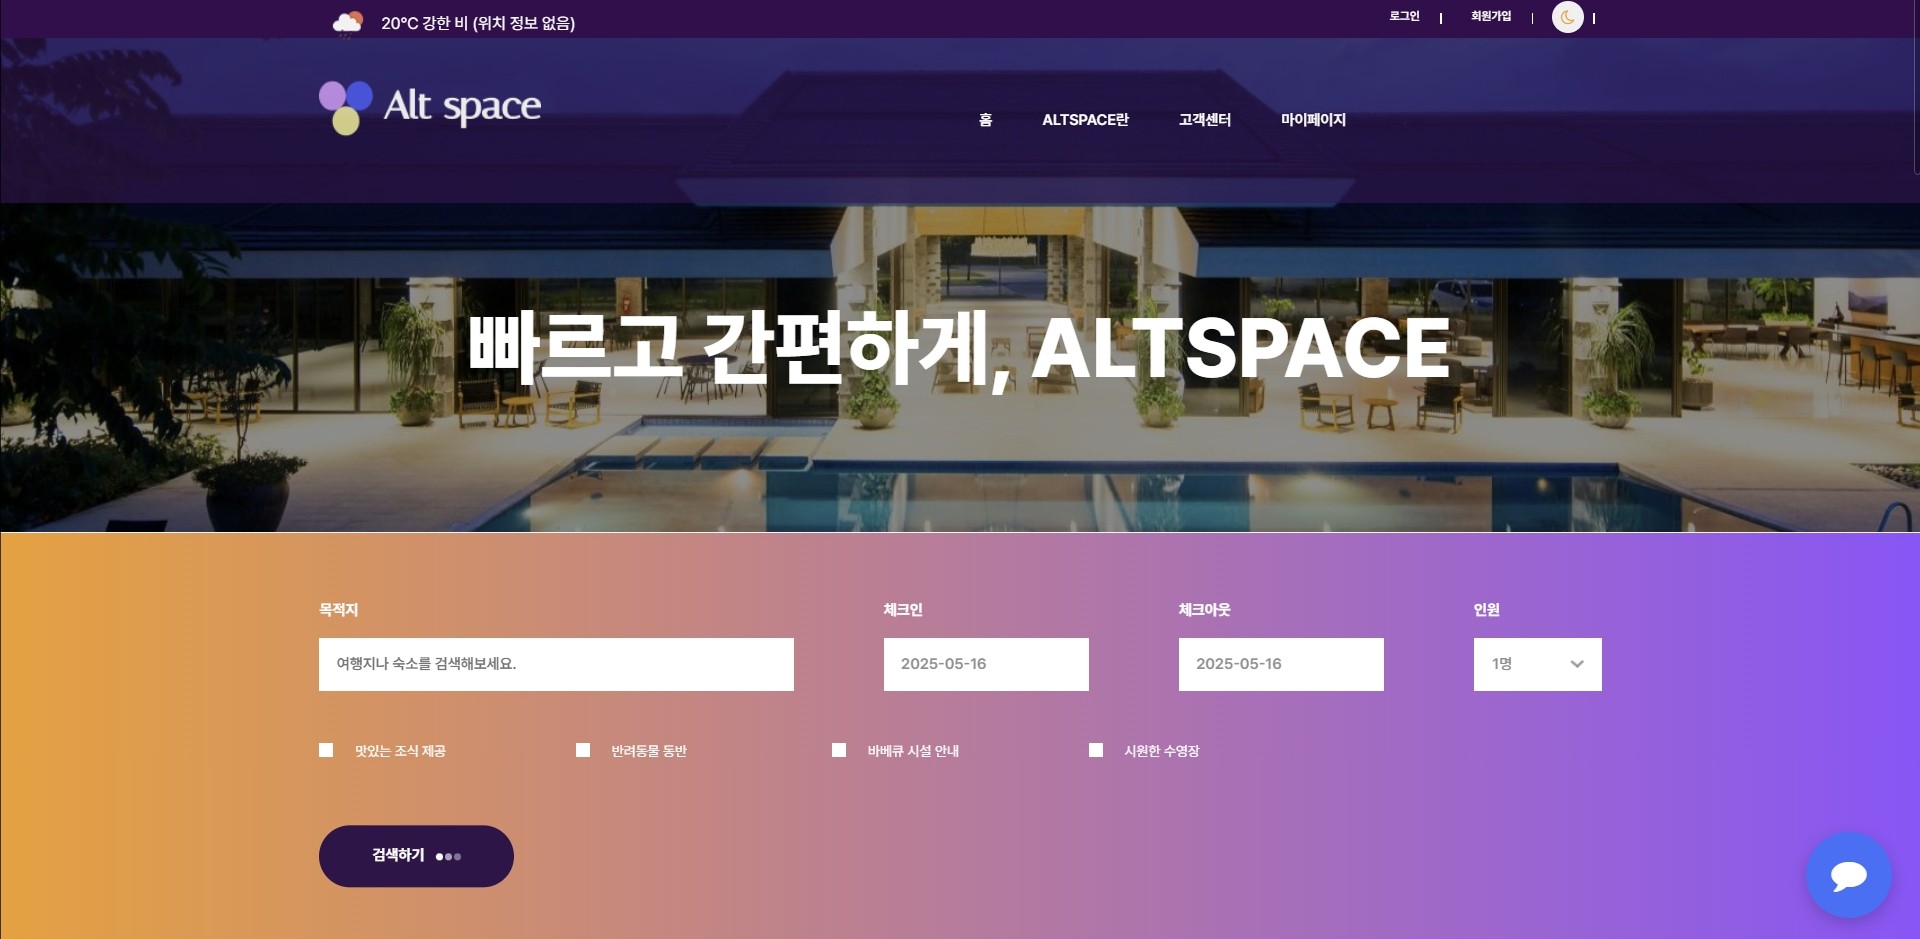 20°C 강한 비 (위치 정보 없음)
로그인 | 회원가입 | |
Alt space
홈 ALTSPACE란 고객센터 마이페이지
빠르고 간편하게, ALTSPACE
목적지 체크인 체크아웃 인원
여행지나 숙소를 검색해보세요. 2025-05-16 2025-05-16 1명
맛있는 조식 제공 반려동물 동반 바베큐 시설 안내 시원한 수영장
검색하기